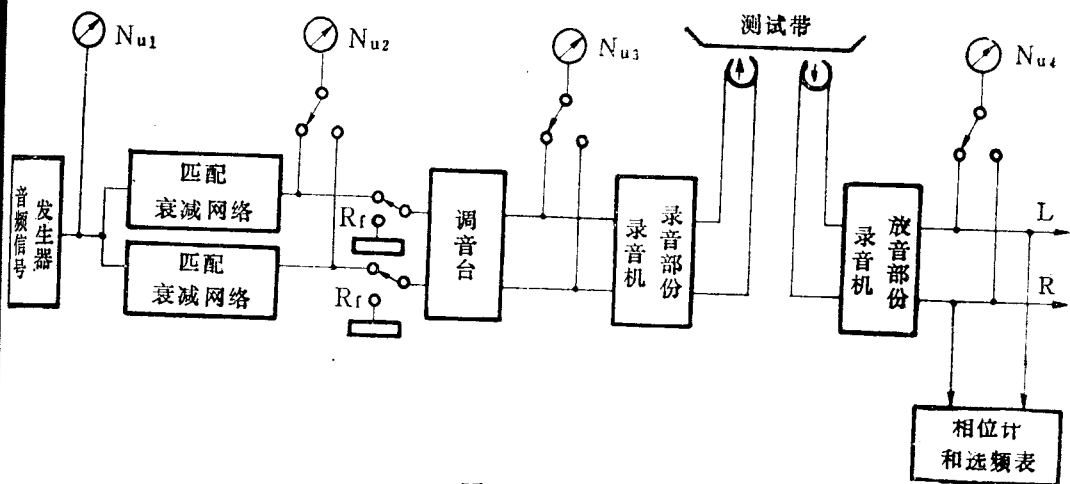 测试带
Nu1
Nu2
Nu3
Nu4
音频信号
发生器
匹配
衰减网络
匹配
衰减网络
Rf
Rf
调音台
录音机
录音部份
录音机
放音部份
L
R
相位计
和选频表